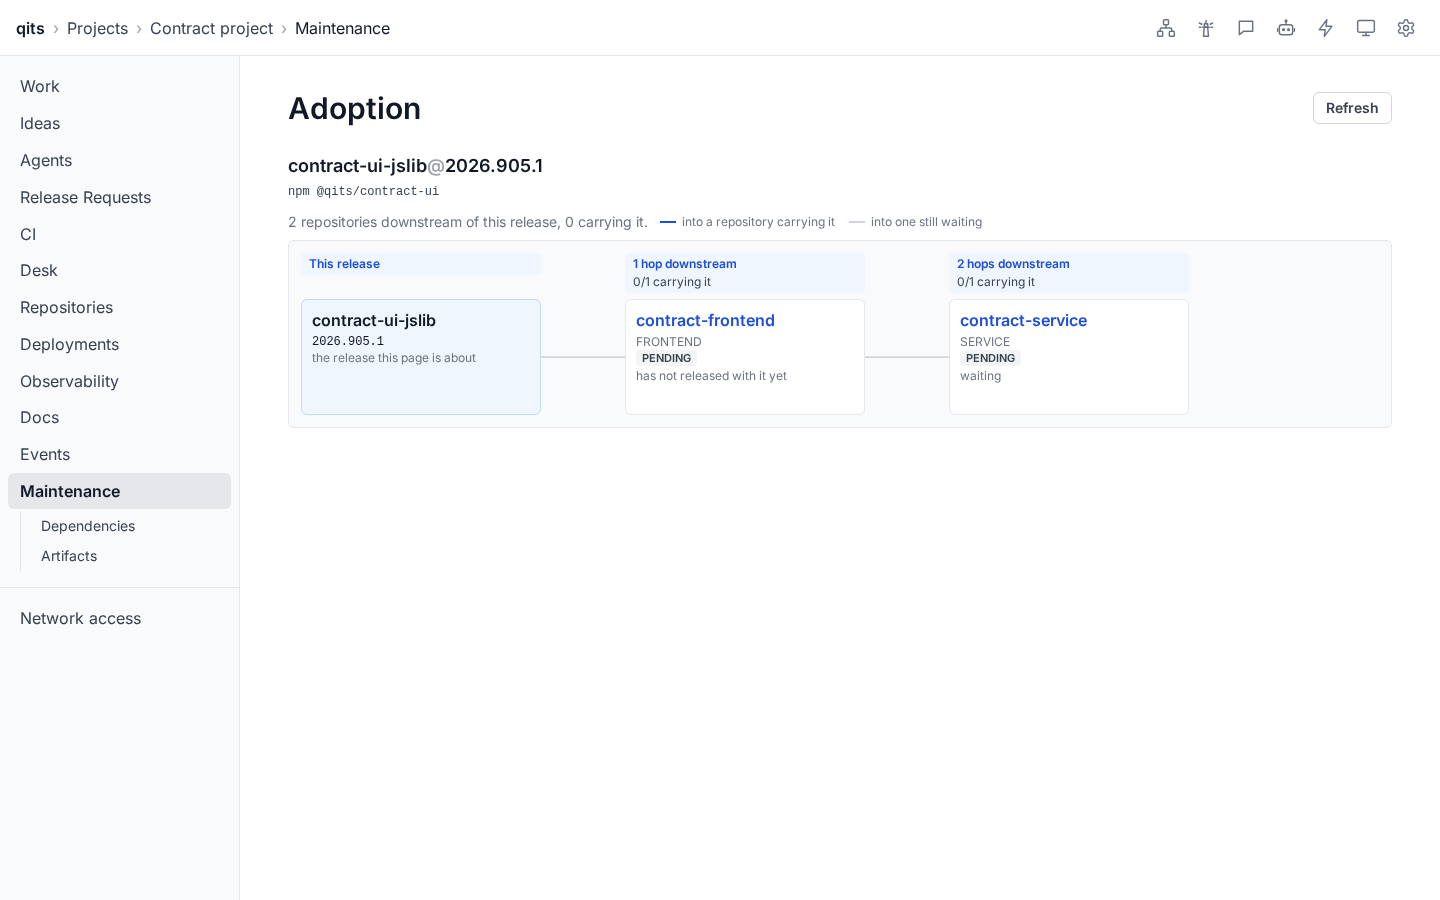 qits › Projects › Contract project › Maintenance
Work
Ideas
Agents
Release Requests
CI
Desk
Repositories
Deployments
Observability
Docs
Events
Maintenance
Dependencies
Artifacts
Network access
Adoption
Refresh
contract-ui-jslib@2026.905.1
npm @qits/contract-ui
2 repositories downstream of this release, 0 carrying it. into a repository carrying it into one still waiting
This release
contract-ui-jslib
2026.905.1
the release this page is about
1 hop downstream
0/1 carrying it
contract-frontend
FRONTEND
PENDING
has not released with it yet
2 hops downstream
0/1 carrying it
contract-service
SERVICE
PENDING
waiting